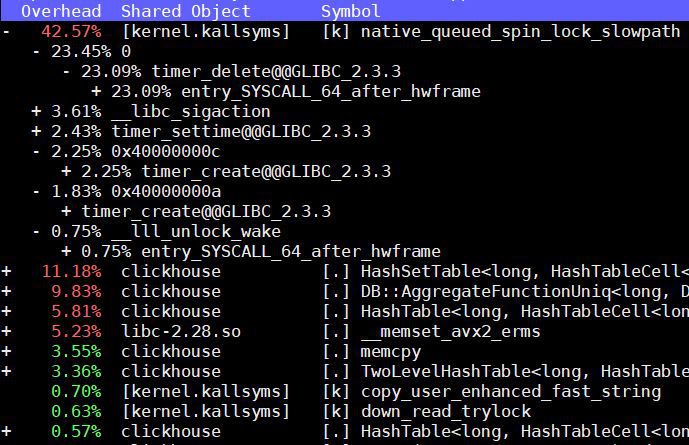 Overhead  Shared Object      Symbol
-   42.57%  [kernel.kallsyms]  [k] native_queued_spin_lock_slowpath
   - 23.45% 0
      - 23.09% timer_delete@@GLIBC_2.3.3
         + 23.09% entry_SYSCALL_64_after_hwframe
   + 3.61% __libc_sigaction
   + 2.43% timer_settime@@GLIBC_2.3.3
   - 2.25% 0x40000000c
      + 2.25% timer_create@@GLIBC_2.3.3
   - 1.83% 0x40000000a
      + timer_create@@GLIBC_2.3.3
   - 0.75% __lll_unlock_wake
      + 0.75% entry_SYSCALL_64_after_hwframe
+   11.18%  clickhouse         [.] HashSetTable<long, HashTableCell<
+    9.83%  clickhouse         [.] DB::AggregateFunctionUniq<long, D
+    5.81%  clickhouse         [.] HashTable<long, HashTableCell<long
+    5.23%  libc-2.28.so       [.] __memset_avx2_erms
+    3.55%  clickhouse         [.] memcpy
+    3.36%  clickhouse         [.] TwoLevelHashTable<long, HashTable
     0.70%  [kernel.kallsyms]  [k] copy_user_enhanced_fast_string
     0.63%  [kernel.kallsyms]  [k] down_read_trylock
+    0.57%  clickhouse         [.] HashTable<long, HashTableCell<lon